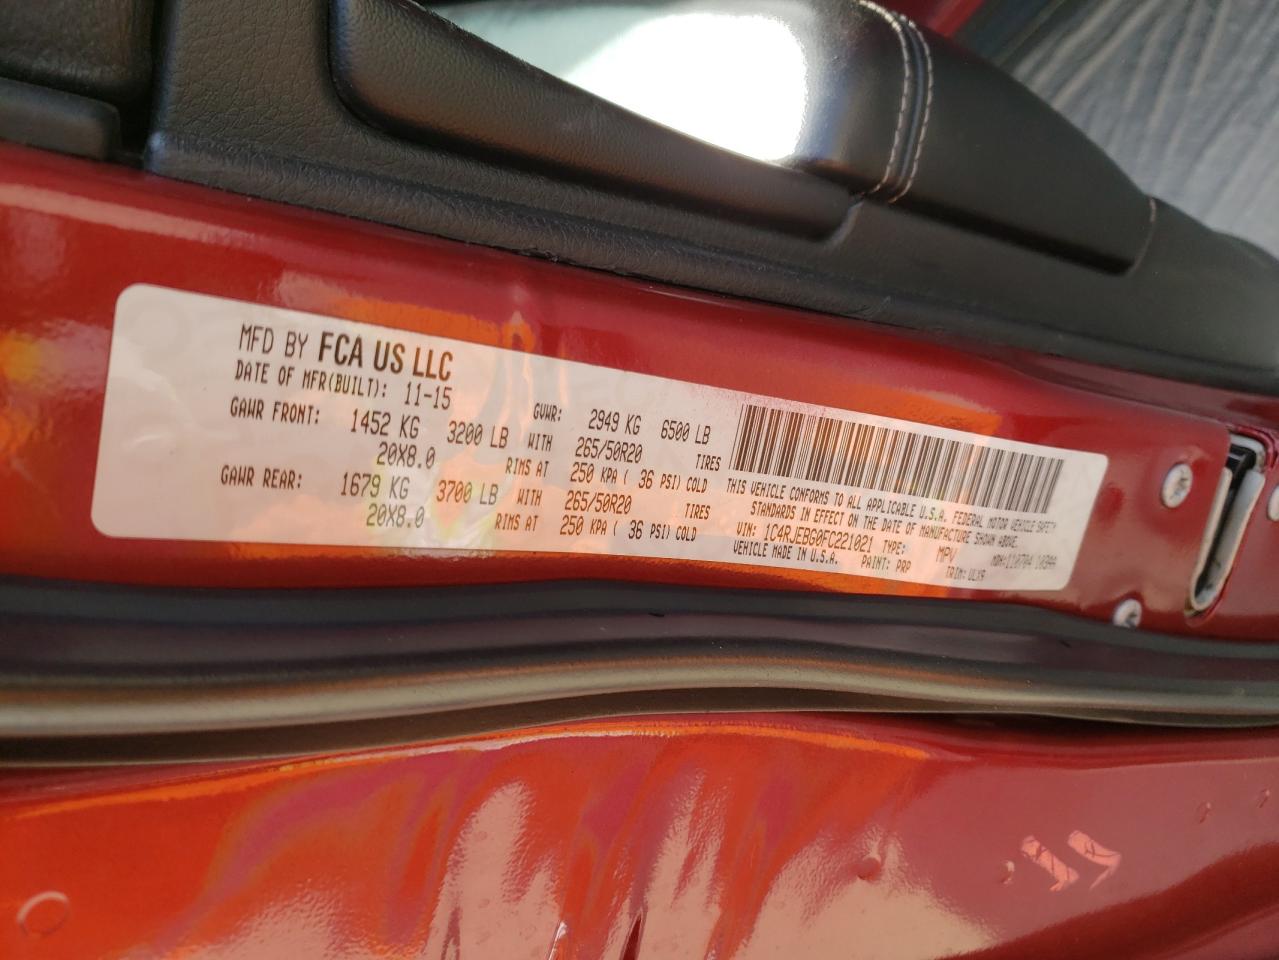 MFD BY FCA US LLC
DATE OF MFR(BUILT): 11-15 GVWR: 2949 KG 6500 LB
GAWR FRONT: 1452 KG 3200 LB WITH 265/50R20 TIRES
20X8.0 RIMS AT 250 KPA ( 36 PSI) COLD
GAWR REAR: 1679 KG 3700 LB WITH 265/50R20 TIRES
20X8.0 RIMS AT 250 KPA ( 36 PSI) COLD
THIS VEHICLE CONFORMS TO ALL APPLICABLE U.S.A. FEDERAL MOTOR VEHICLE SAFETY
STANDARDS IN EFFECT ON THE DATE OF MANUFACTURE SHOWN ABOVE.
VIN: 1C4RJEBG0FC221021 TYPE: MPV MDH:
VEHICLE MADE IN U.S.A. PAINT: PRP TRIM: